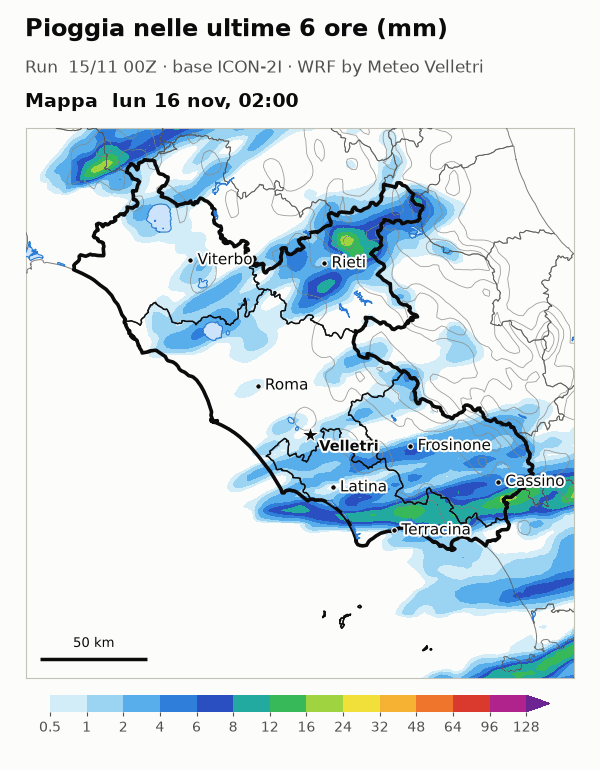 Pioggia nelle ultime 6 ore (mm)
Run 15/11 00Z · base ICON-2I · WRF by Meteo Velletri
Mappa lun 16 nov, 02:00
Viterbo
Rieti
Roma
Velletri
Frosinone
Cassino
Latina
Terracina
50 km
0.5 1 2 4 6 8 12 16 24 32 48 64 96 128